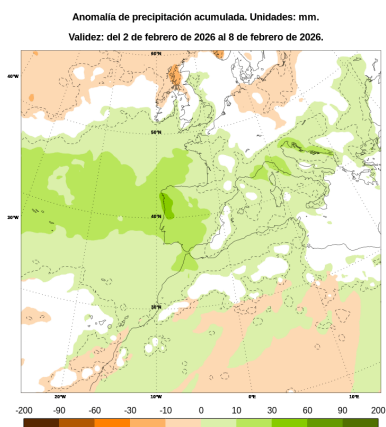 Anomalía de precipitación acumulada. Unidades: mm.
Validez: del 2 de febrero de 2026 al 8 de febrero de 2026.
60°N
40°W
50°N
30°W
40°N
30°N
20°W 10°W 0°E 10°E
-200 -90 -60 -30 -10 0 10 30 60 90 200